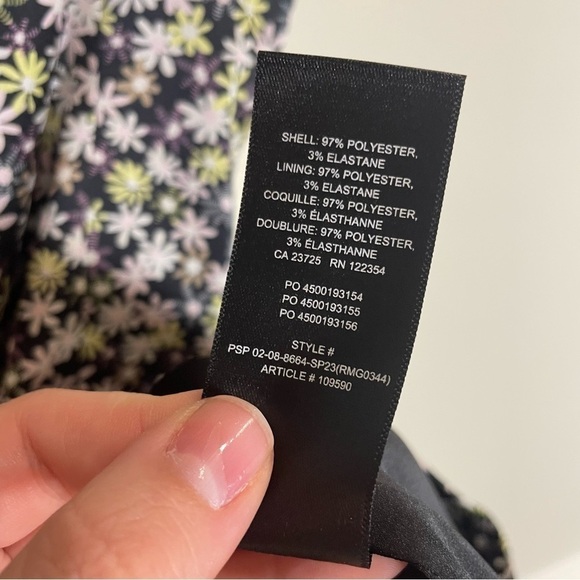 SHELL: 97% POLYESTER,
3% ELASTANE
LINING: 97% POLYESTER,
3% ELASTANE
COQUILLE: 97% POLYESTER,
3% ÉLASTHANNE
DOUBLURE: 97% POLYESTER,
3% ÉLASTHANNE
CA 23725 RN 122354
PO 4500193154
PO 4500193155
PO 4500193156
STYLE #
PSP 02-08-8664-SP23(RMG0344)
ARTICLE # 109590